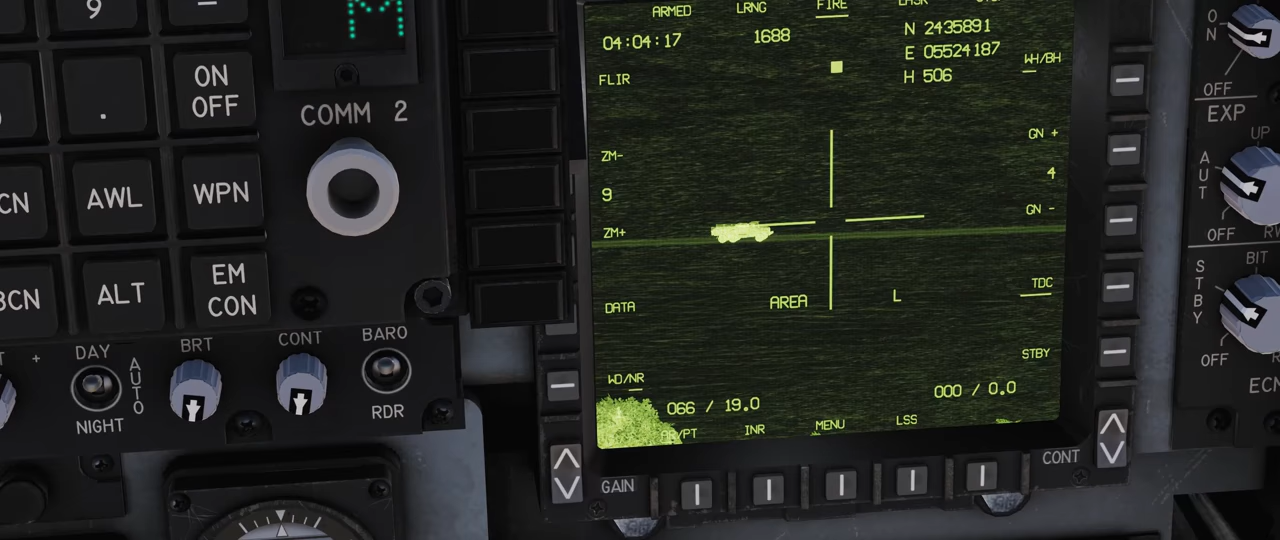 9
—
M
ARMED
LRNG
FIRE
04:04:17
1688
N 2435891
E 05524187
H 506
FLIR
WH/BH
ZM-
9
ZM+
GN +
4
GN -
DATA
AREA
L
TDC
STBY
WD/NR
066 / 19.0
000 / 0.0
INR
MENU
LSS
GAIN
CONT
.
ON
OFF
COMM 2
CN
AWL
WPN
BCN
ALT
EM
CON
+
DAY
AUTO
NIGHT
BRT
CONT
BARO
RDR
ON
OFF
EXP
UP
AUT
OFF
BIT
STBY
OFF